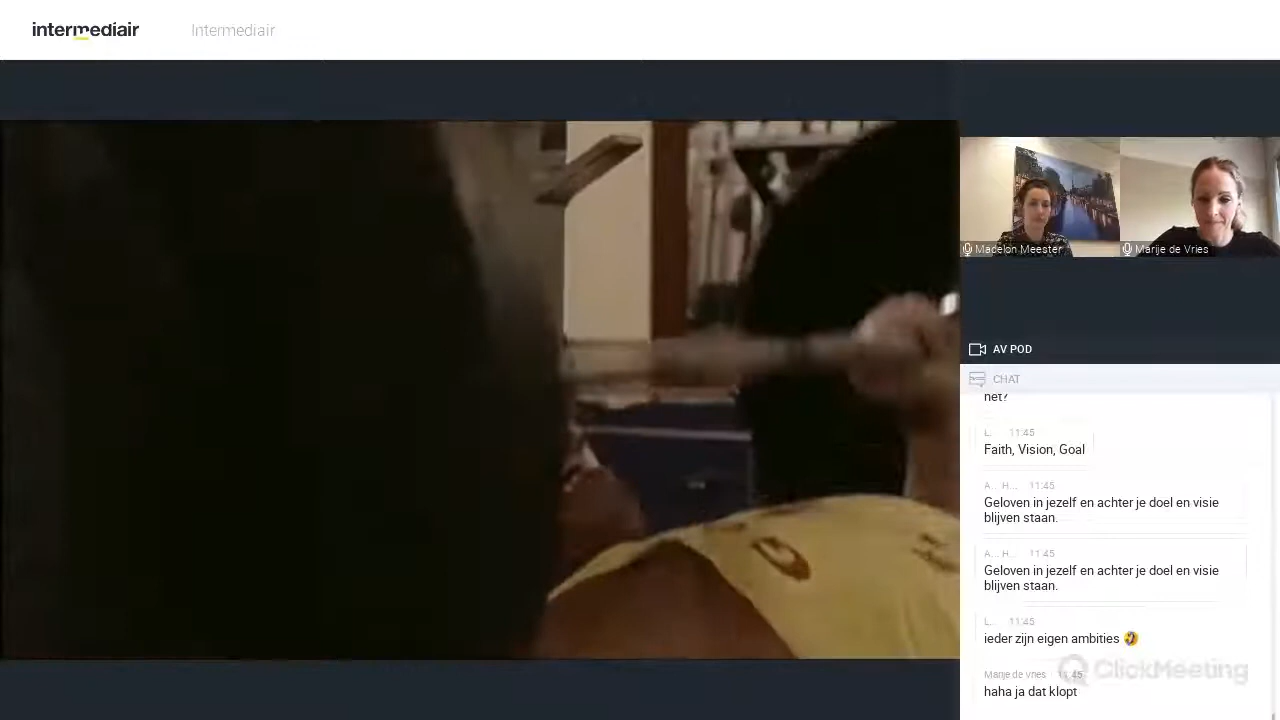 intermediair
Intermediair
Madelon Meester
Marije de Vries
AV POD
CHAT
net?
L... 11:45
Faith, Vision, Goal
A... H... 11:45
Geloven in jezelf en achter je doel en visie
blijven staan.
A... H... 11:45
Geloven in jezelf en achter je doel en visie
blijven staan.
L... 11:45
ieder zijn eigen ambities 🤣
Marije de Vries 11:45
haha ja dat klopt
ClickMeeting